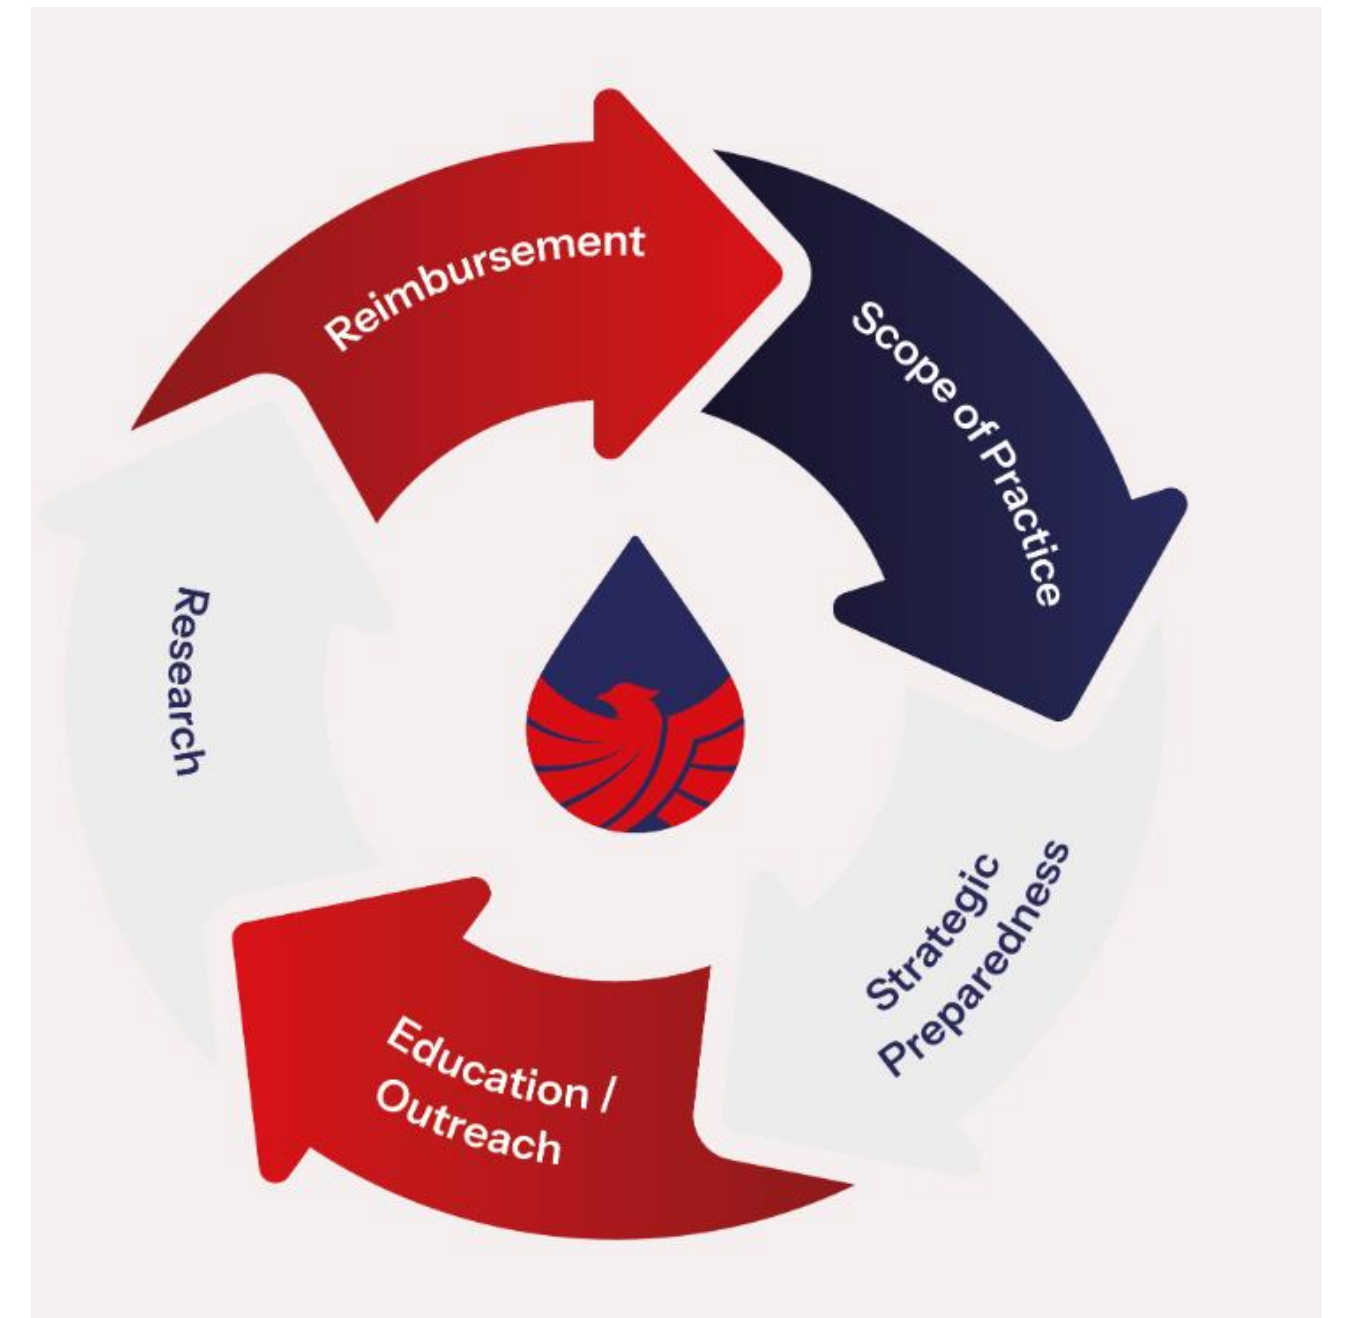 Reimbursement
Scope of Practice
Strategic
Preparedness
Education /
Outreach
Research